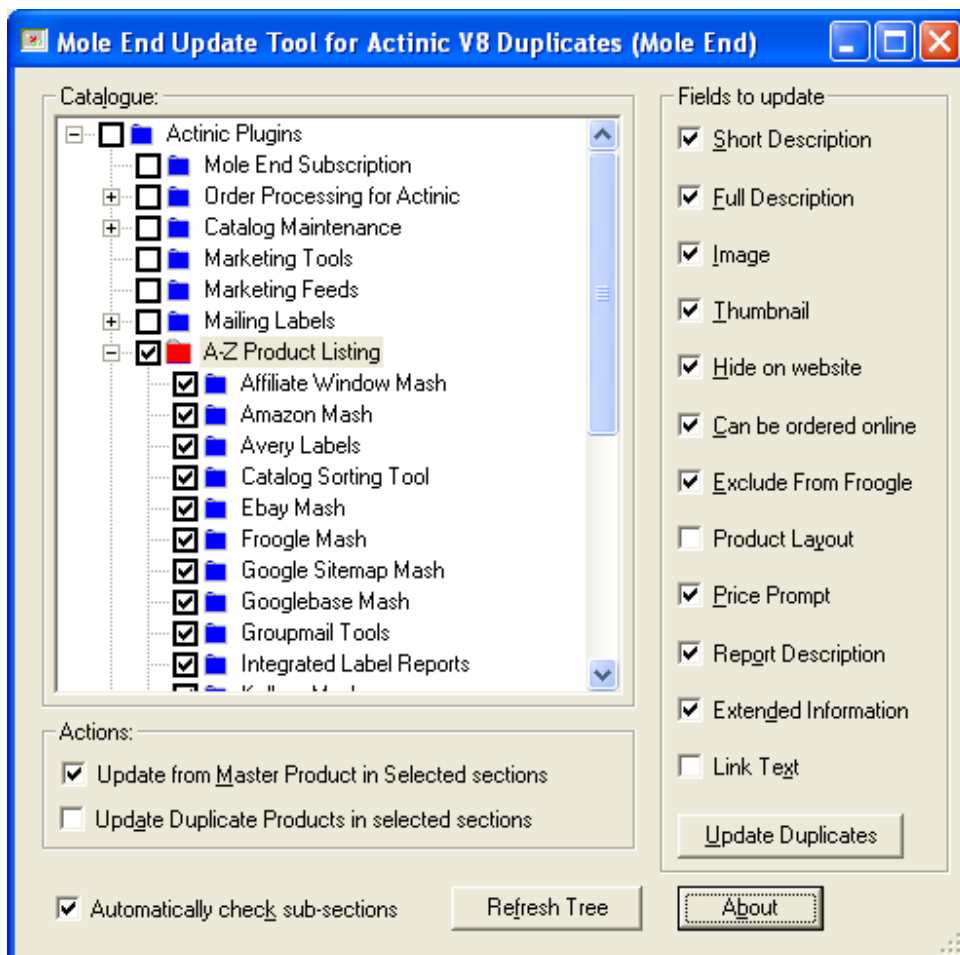 Mole End Update Tool for Actinic V8 Duplicates (Mole End)
Catalogue:
Actinic Plugins
Mole End Subscription
Order Processing for Actinic
Catalog Maintenance
Marketing Tools
Marketing Feeds
Mailing Labels
A-Z Product Listing
Affiliate Window Mash
Amazon Mash
Avery Labels
Catalog Sorting Tool
Ebay Mash
Froogle Mash
Google Sitemap Mash
Googlebase Mash
Groupmail Tools
Integrated Label Reports
Actions:
Update from Master Product in Selected sections
Update Duplicate Products in selected sections
Automatically check sub-sections
Refresh Tree
Fields to update
Short Description
Full Description
Image
Thumbnail
Hide on website
Can be ordered online
Exclude From Froogle
Product Layout
Price Prompt
Report Description
Extended Information
Link Text
Update Duplicates
About